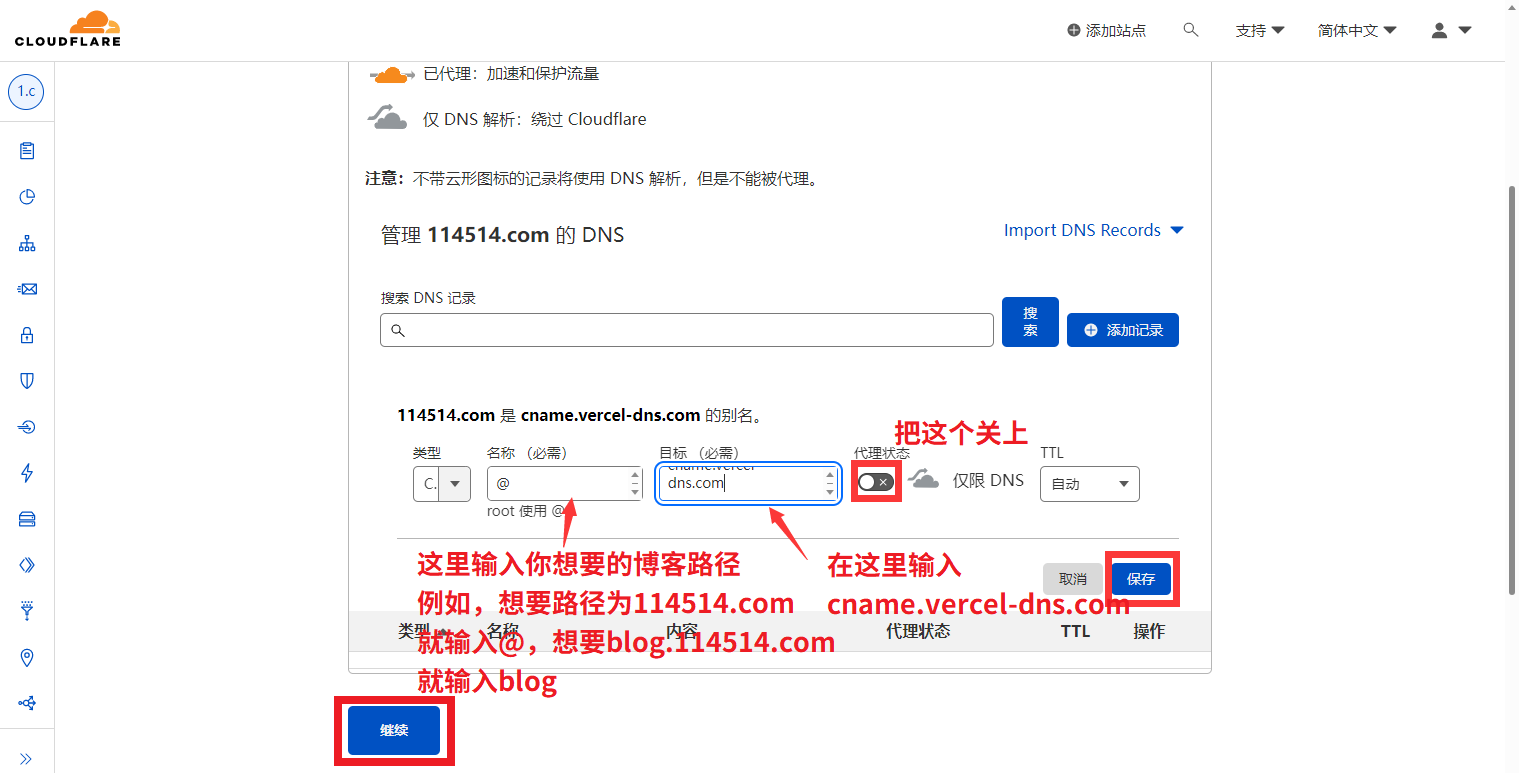 CLOUDFLARE
添加站点
支持
简体中文
1.c
已代理：加速和保护流量
仅 DNS 解析：绕过 Cloudflare
注意：不带云形图标的记录将使用 DNS 解析，但是不能被代理。
管理 114514.com 的 DNS
Import DNS Records
搜索 DNS 记录
搜索
添加记录
114514.com 是 cname.vercel-dns.com 的别名。
把这个关上
类型
名称 （必需）
目标 （必需）
代理状态
TTL
C.
@
cname.vercel-
dns.com
仅限 DNS
自动
root 使用 @
这里输入你想要的博客路径
例如，想要路径为114514.com
就输入@，想要blog.114514.com
就输入blog
在这里输入
cname.vercel-dns.com
取消
保存
类型
名称
内容
代理状态
TTL
操作
继续